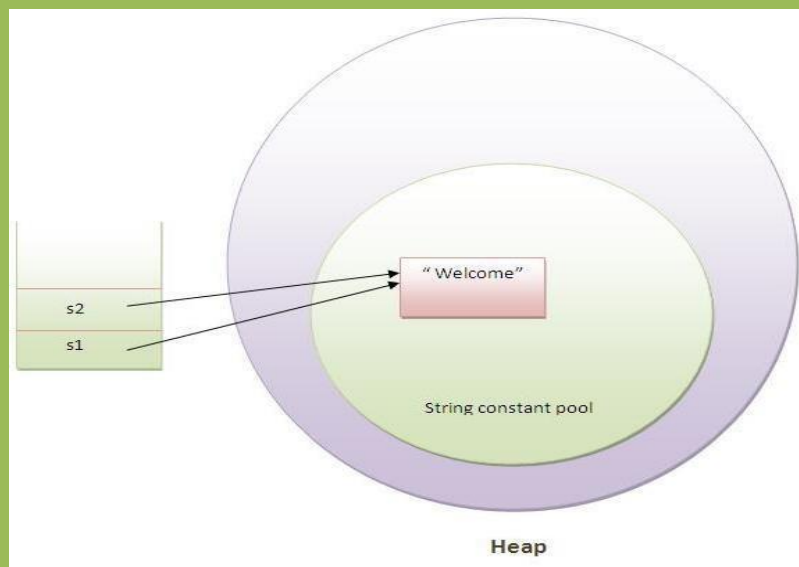 “ Welcome”
s2
s1
String constant pool
Heap